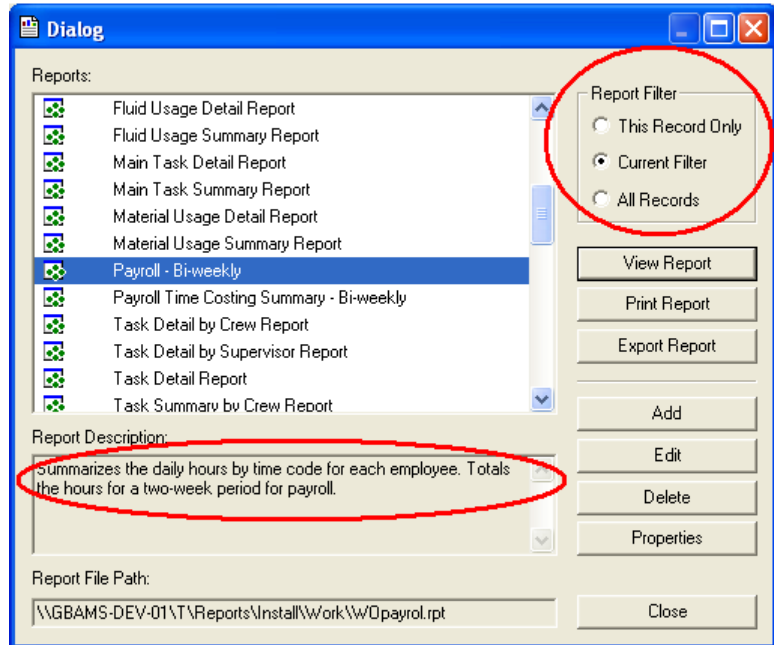 Dialog
Reports:
Fluid Usage Detail Report
Fluid Usage Summary Report
Main Task Detail Report
Main Task Summary Report
Material Usage Detail Report
Material Usage Summary Report
Payroll - Bi-weekly
Payroll Time Costing Summary - Bi-weekly
Task Detail by Crew Report
Task Detail by Supervisor Report
Task Detail Report
Task Summary by Crew Report
Report Description:
Summarizes the daily hours by time code for each employee. Totals
the hours for a two-week period for payroll.
Report File Path:
\\GBAMS-DEV-01\T\Reports\Install\Work\WOpayrol.rpt
Report Filter
This Record Only
Current Filter
All Records
View Report
Print Report
Export Report
Add
Edit
Delete
Properties
Close